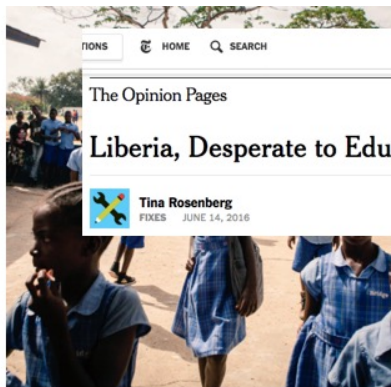 TIONS HOME SEARCH
The Opinion Pages
Liberia, Desperate to Edu
Tina Rosenberg
FIXES JUNE 14, 2016